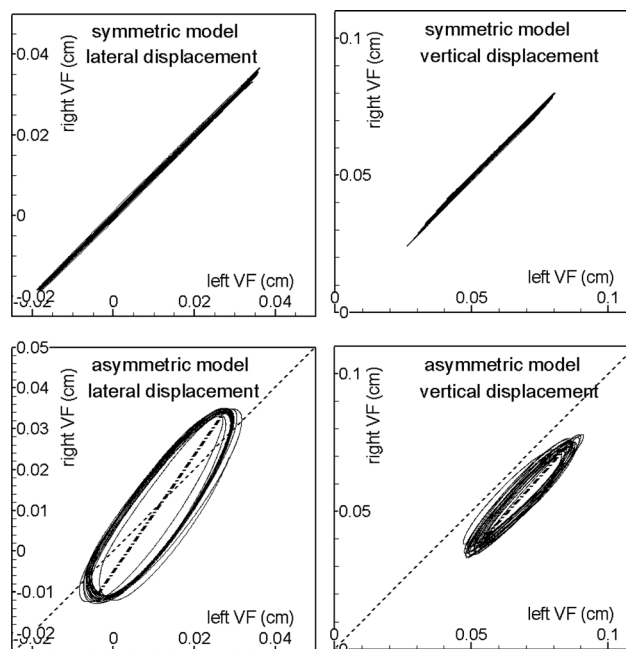 symmetric model
lateral displacement
right VF (cm)
0.04
0.02
0
-0.02
-0.02
0
0.02
0.04
left VF (cm)
symmetric model
vertical displacement
right VF (cm)
0.1
0.05
0
0
0.05
0.1
left VF (cm)
asymmetric model
lateral displacement
right VF (cm)
0.05
0.04
0.03
0.02
0.01
0
-0.01
-0.02
0
0.02
0.04
left VF (cm)
asymmetric model
vertical displacement
right VF (cm)
0.1
0.05
0
0
0.05
0.1
left VF (cm)